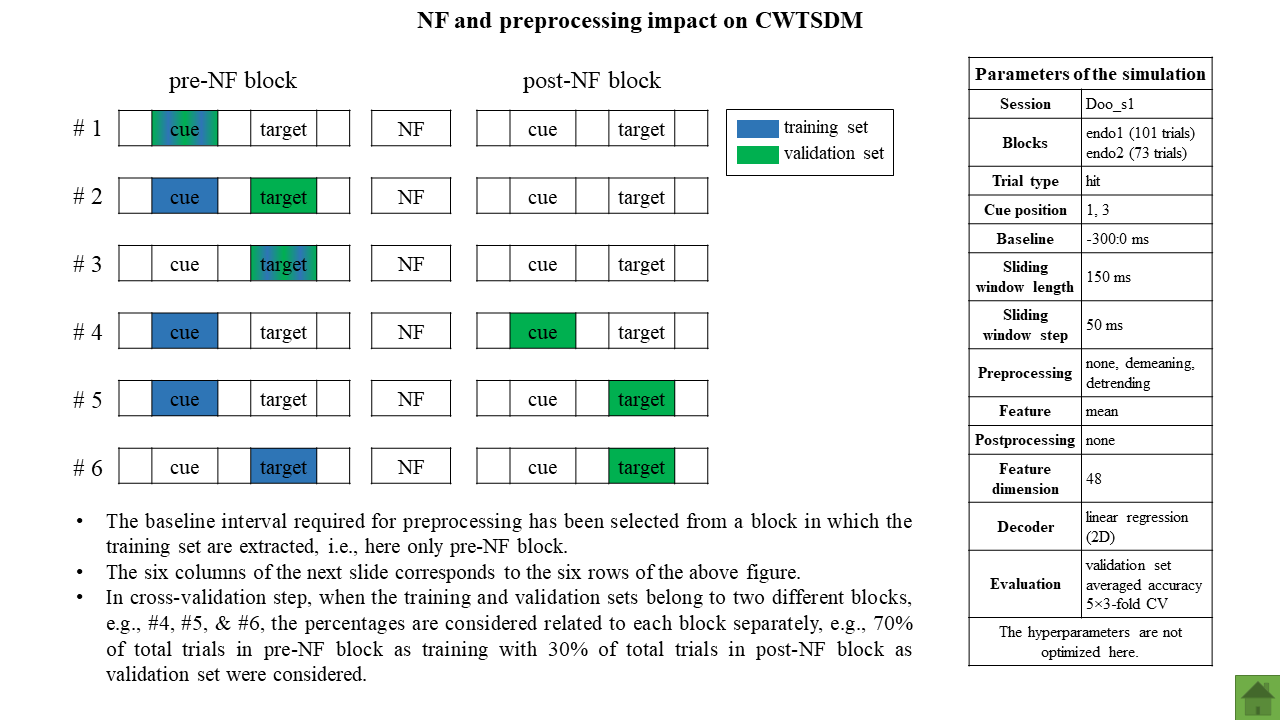 NF and preprocessing impact on CWTSDM
pre-NF block
post-NF block
# 1 cue target NF cue target
# 2 cue target NF cue target
# 3 cue target NF cue target
# 4 cue target NF cue target
# 5 cue target NF cue target
# 6 cue target NF cue target
training set
validation set
• The baseline interval required for preprocessing has been selected from a block in which the
training set are extracted, i.e., here only pre-NF block.
• The six columns of the next slide corresponds to the six rows of the above figure.
• In cross-validation step, when the training and validation sets belong to two different blocks,
e.g., #4, #5, & #6, the percentages are considered related to each block separately, e.g., 70%
of total trials in pre-NF block as training with 30% of total trials in post-NF block as
validation set were considered.
Parameters of the simulation
Session Doo_s1
Blocks endo1 (101 trials)
endo2 (73 trials)
Trial type hit
Cue position 1, 3
Baseline -300:0 ms
Sliding
window length 150 ms
Sliding
window step 50 ms
Preprocessing none, demeaning,
detrending
Feature mean
Postprocessing none
Feature
dimension 48
Decoder linear regression
(2D)
Evaluation validation set
averaged accuracy
5×3-fold CV
The hyperparameters are not
optimized here.